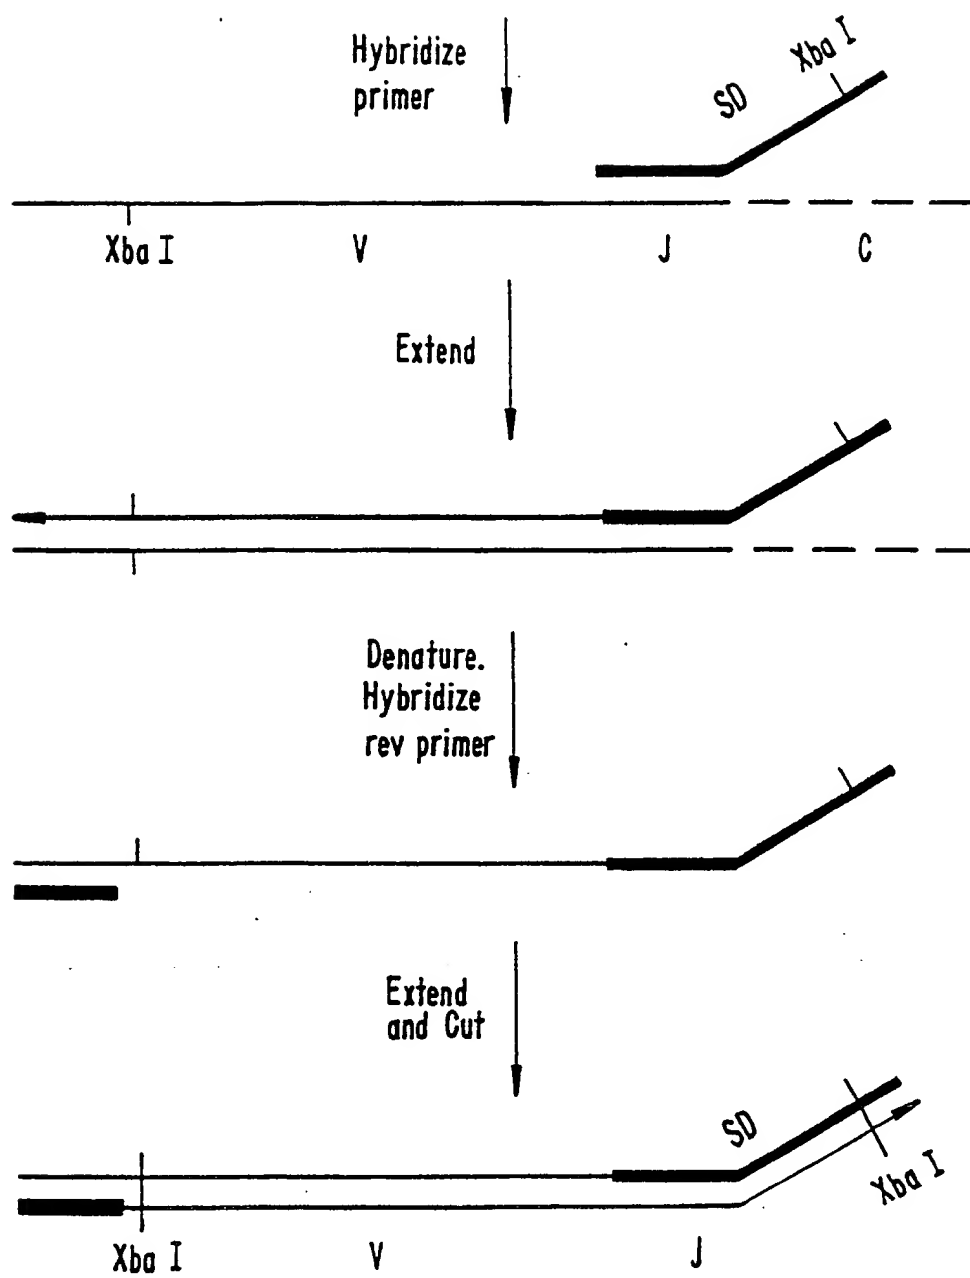 Hybridize
primer
SD
Xba I
Xba I V J C
Extend
Denature.
Hybridize
rev primer
Extend
and Cut
SD
Xba I
Xba I V J